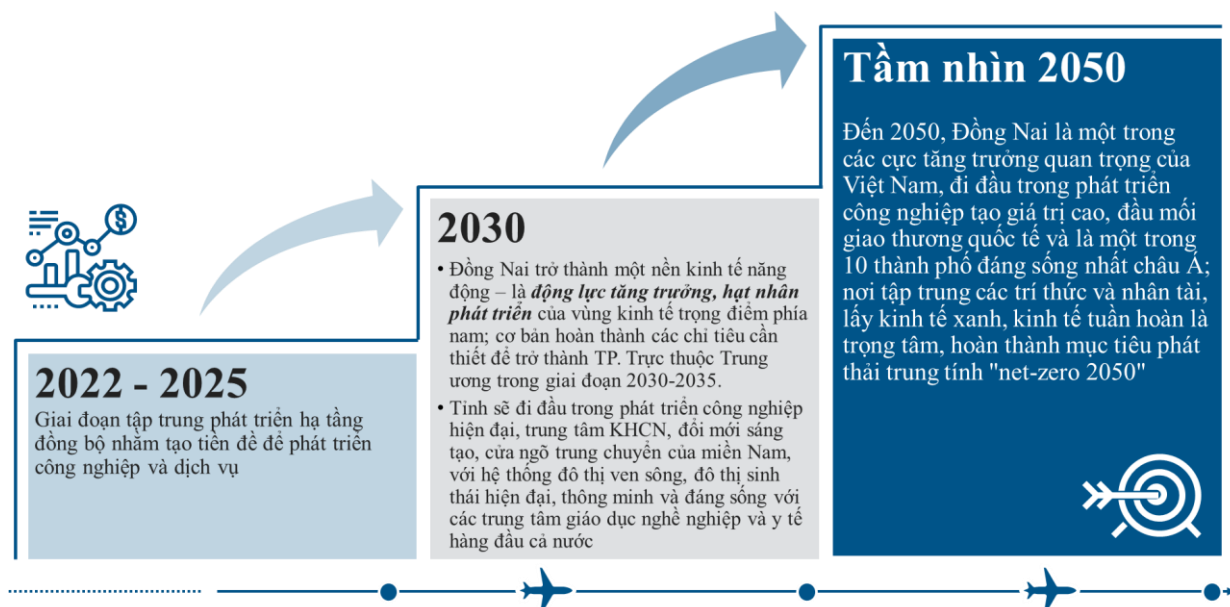 2022 - 2025
Giai đoạn tập trung phát triển hạ tầng
đồng bộ nhằm tạo tiền đề để phát triển
công nghiệp và dịch vụ
2030
• Đồng Nai trở thành một nền kinh tế năng
động – là động lực tăng trưởng, hạt nhân
phát triển của vùng kinh tế trọng điểm phía
nam; cơ bản hoàn thành các chỉ tiêu cần
thiết để trở thành TP. Trực thuộc Trung
ương trong giai đoạn 2030-2035.
• Tỉnh sẽ đi đầu trong phát triển công nghiệp
hiện đại, trung tâm KHCN, đổi mới sáng
tạo, cửa ngõ trung chuyển của miền Nam,
với hệ thống đô thị ven sông, đô thị sinh
thái hiện đại, thông minh và đáng sống với
các trung tâm giáo dục nghề nghiệp và y tế
hàng đầu cả nước
Tầm nhìn 2050
Đến 2050, Đồng Nai là một trong
các cực tăng trưởng quan trọng của
Việt Nam, đi đầu trong phát triển
công nghiệp tạo giá trị cao, đầu mối
giao thương quốc tế và là một trong
10 thành phố đáng sống nhất châu Á;
nơi tập trung các trí thức và nhân tài,
lấy kinh tế xanh, kinh tế tuần hoàn là
trọng tâm, hoàn thành mục tiêu phát
thải trung tính "net-zero 2050"